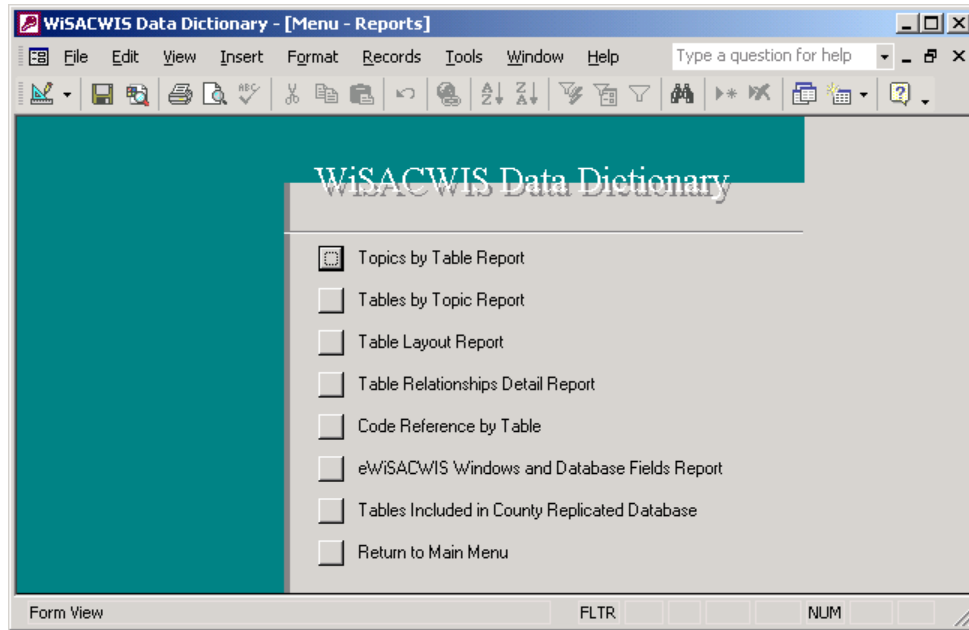 WiSACWIS Data Dictionary - [Menu - Reports]
File Edit View Insert Format Records Tools Window Help Type a question for help
ABC
WiSACWIS Data Dictionary
Topics by Table Report
Tables by Topic Report
Table Layout Report
Table Relationships Detail Report
Code Reference by Table
eWiSACWIS Windows and Database Fields Report
Tables Included in County Replicated Database
Return to Main Menu
Form View FLTR NUM